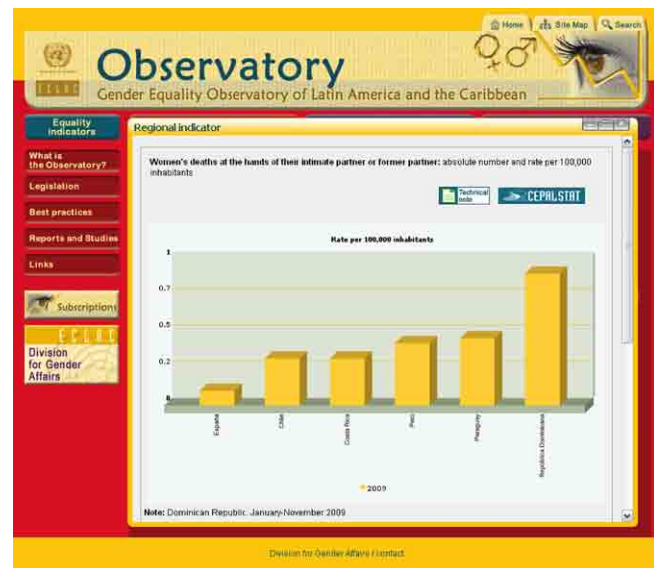 Home
Site Map
Search
Observatory
ECLAC
Gender Equality Observatory of Latin America and the Caribbean
Equality
indicators
Regional indicator
What is
the Observatory?
Legislation
Best practices
Reports and Studies
Links
Subscriptions
ECLAC
Division
for Gender
Affairs
Women's deaths at the hands of their intimate partner or former partner: absolute number and rate per 100,000
inhabitants
Technical
note
CEPALSTAT
Rate per 100,000 inhabitants
1
0.7
0.5
0.2
0
España
Chile
Costa Rica
Perú
Paraguay
República Dominicana
2009
Note: Dominican Republic. January-November 2009
Division for Gender Affairs / contact